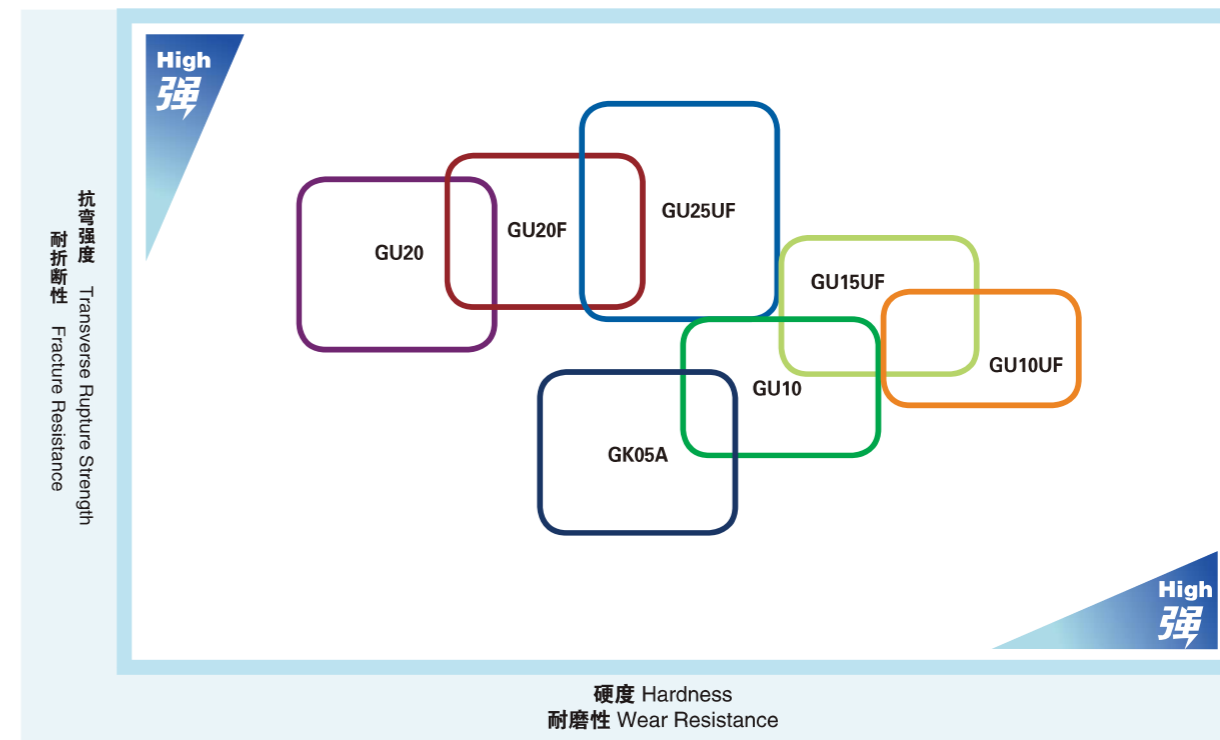 High
强
抗弯强度 Transverse Rupture Strength
耐折断性 Fracture Resistance
GU20
GU20F
GU25UF
GU15UF
GU10UF
GU10
GK05A
High
强
硬度 Hardness
耐磨性 Wear Resistance